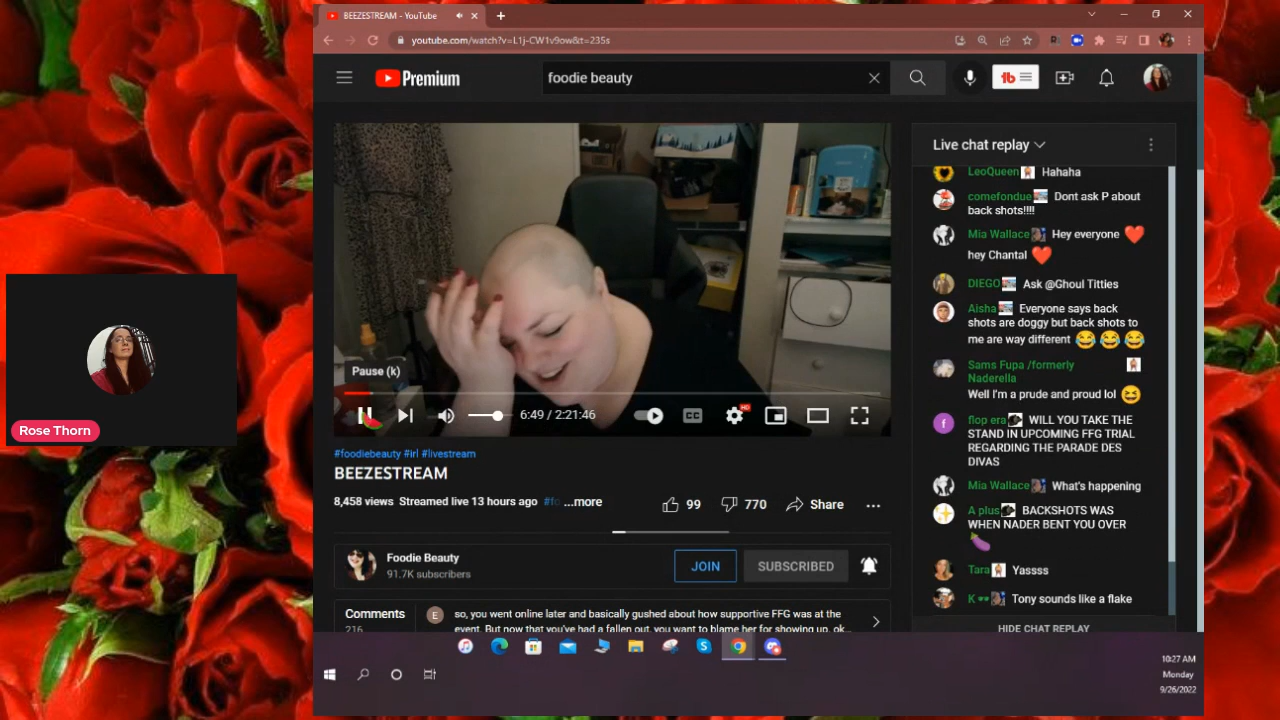 BEEZESTREAM - YouTube
youtube.com/watch?v=L1j-CW1v9ow&t=235s
Premium
foodie beauty
Live chat replay
LeoQueen Hahaha
comefondue Dont ask P about
back shots!!!!
Mia Wallace Hey everyone ❤️
hey Chantal ❤️
DIEGO Ask @Ghoul Titties
Aisha Everyone says back
shots are doggy but back shots to
me are way different 😂 😂 😂
Sams Fupa /formerly
Naderella
Well I'm a prude and proud lol 😆
flop era WILL YOU TAKE THE
STAND IN UPCOMING FFG TRIAL
REGARDING THE PARADE DES
DIVAS
Mia Wallace What's happening
A plus BACKSHOTS WAS
WHEN NADER BENT YOU OVER
🍆
Tara Yassss
K 🕶 Tony sounds like a flake
HIDE CHAT REPLAY
Pause (k)
6:49 / 2:21:46
CC
HD
#foodiebeauty #irl #livestream
BEEZESTREAM
8,458 views Streamed live 13 hours ago #fo ...more
99
770
Share
Foodie Beauty
91.7K subscribers
JOIN
SUBSCRIBED
Comments
216
E
so, you went online later and basically gushed about how supportive FFG was at the
event. But now that you've had a fallen out, you want to blame her for showing up, ok...
Rose Thorn
10:27 AM
Monday
9/26/2022